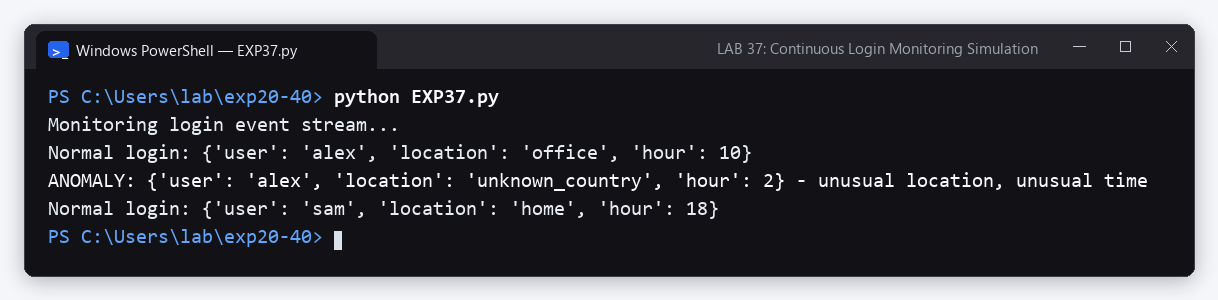 Windows PowerShell — EXP37.py
LAB 37: Continuous Login Monitoring Simulation
PS C:\Users\lab\exp20-40> python EXP37.py
Monitoring login event stream...
Normal login: {'user': 'alex', 'location': 'office', 'hour': 10}
ANOMALY: {'user': 'alex', 'location': 'unknown_country', 'hour': 2} - unusual location, unusual time
Normal login: {'user': 'sam', 'location': 'home', 'hour': 18}
PS C:\Users\lab\exp20-40>